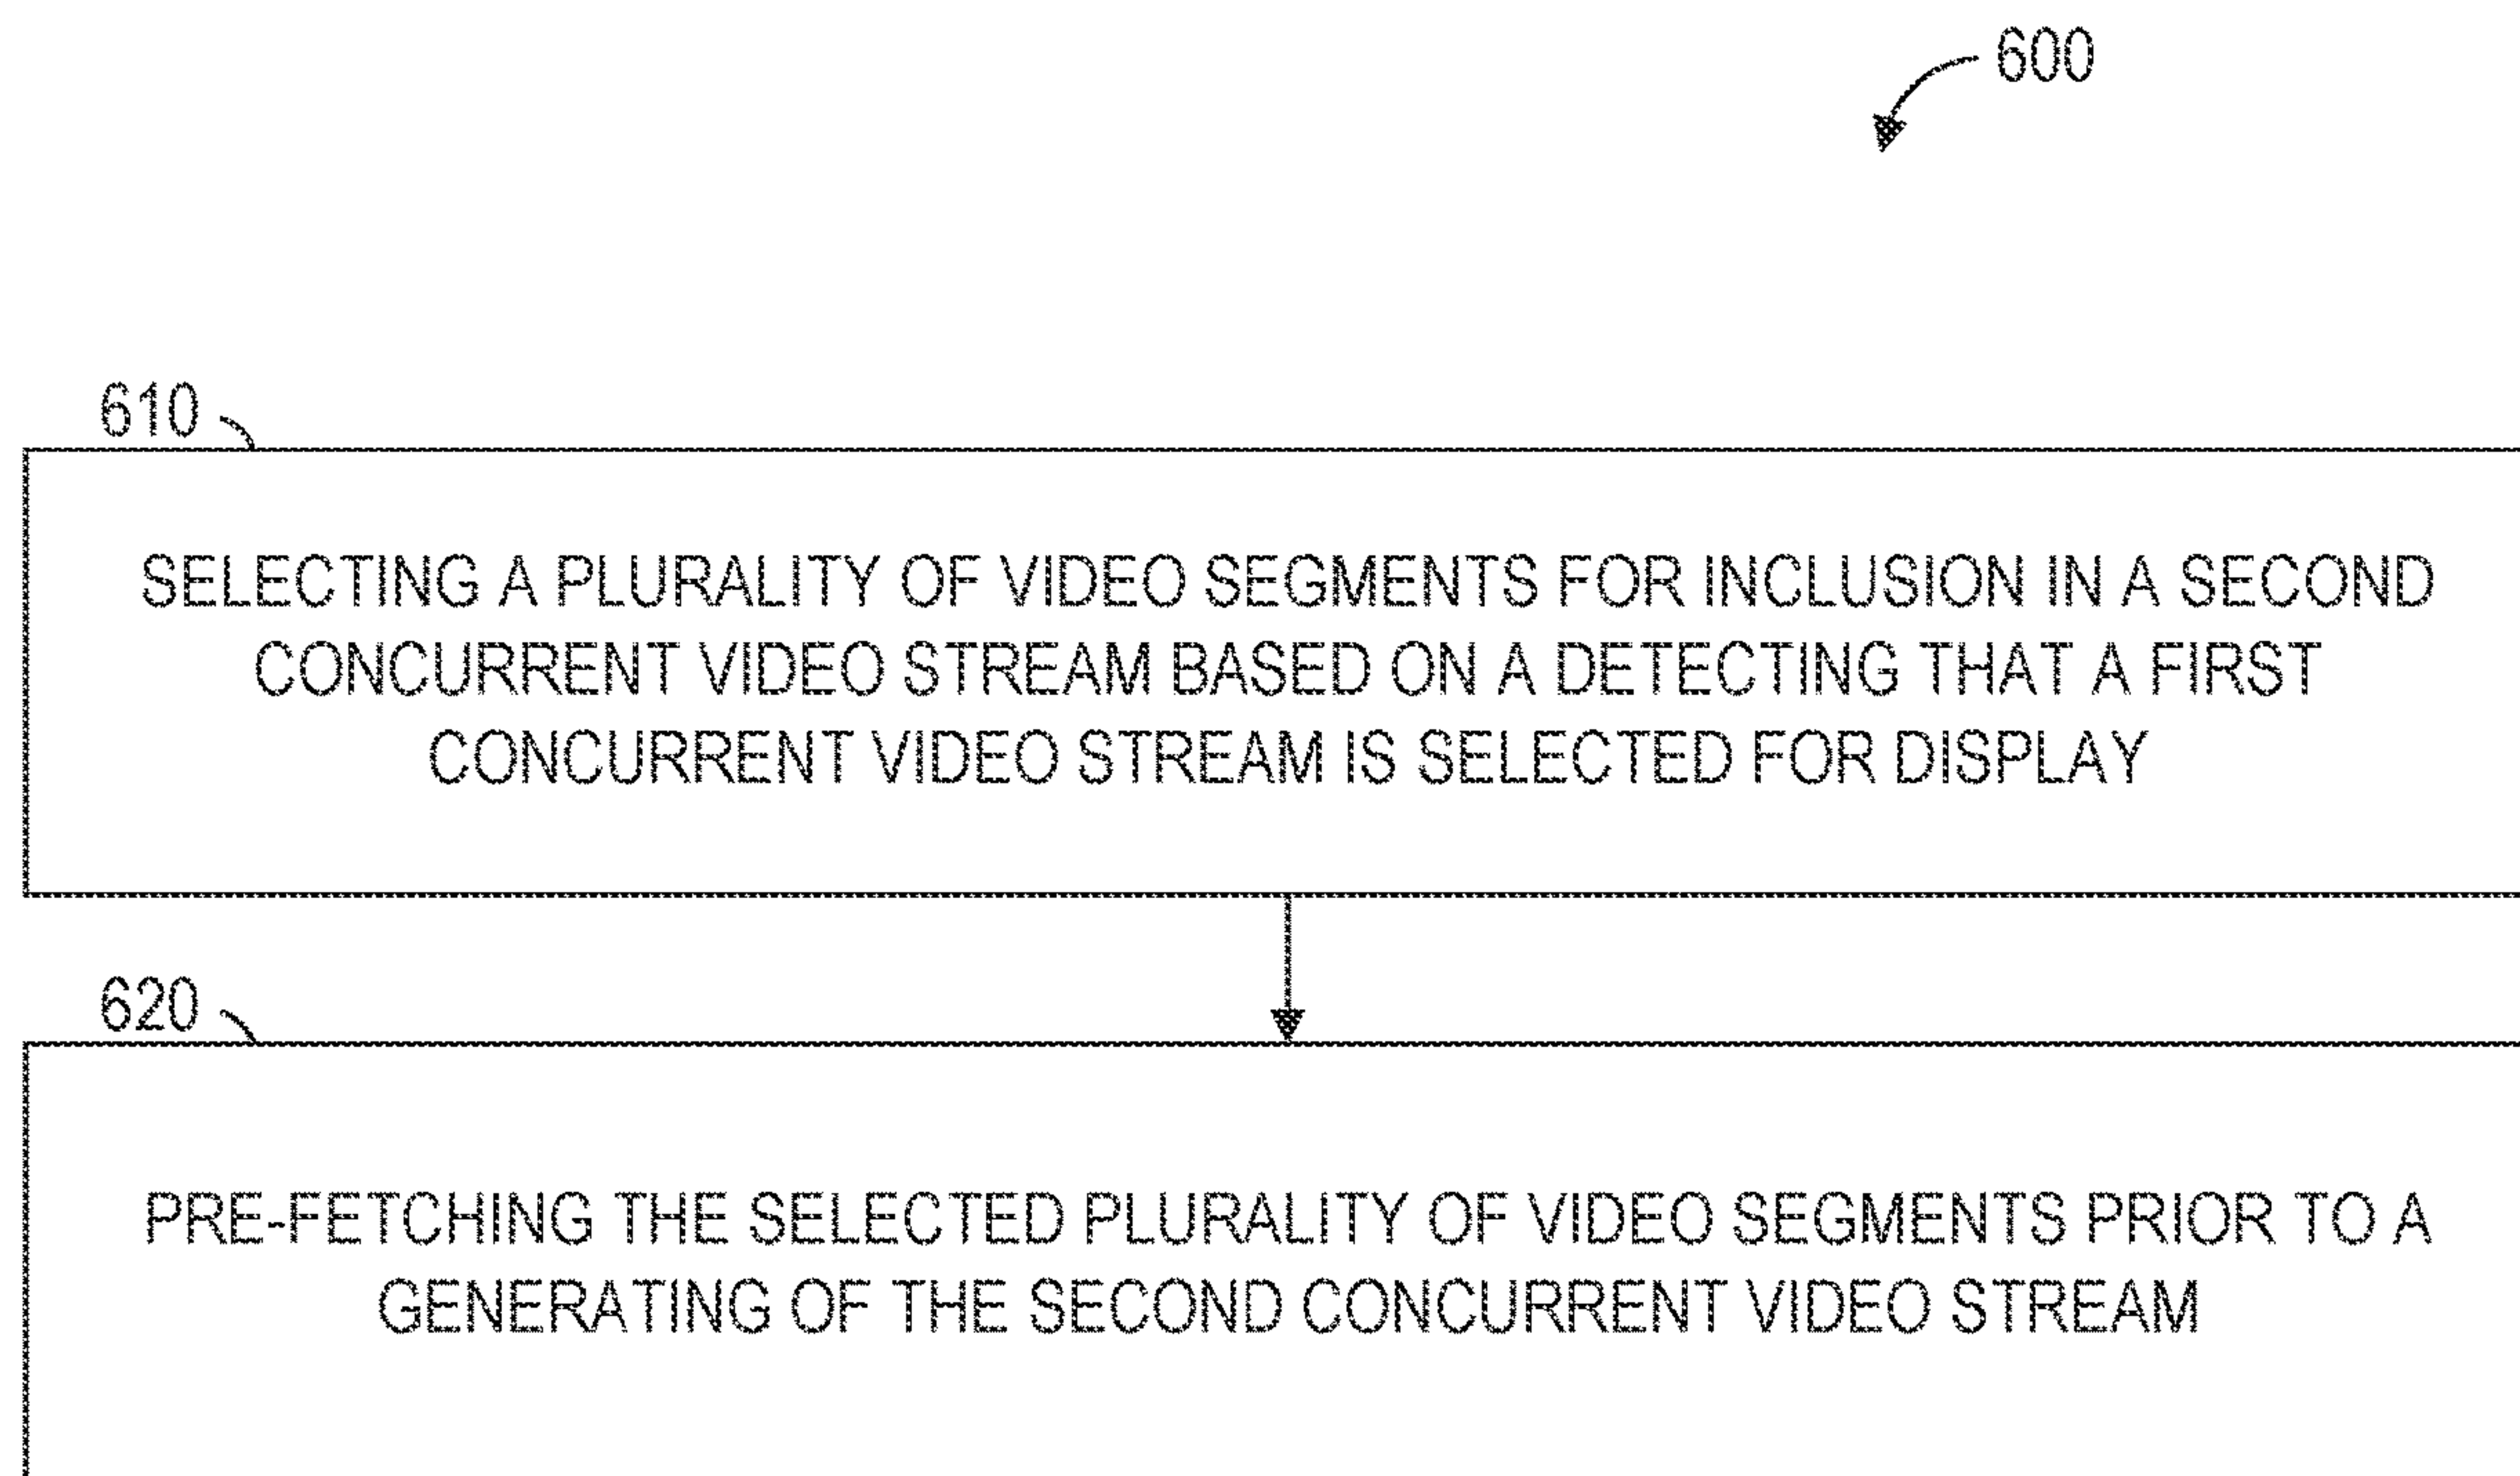 600
610
SELECTING A PLURALITY OF VIDEO SEGMENTS FOR INCLUSION IN A SECOND
CONCURRENT VIDEO STREAM BASED ON A DETECTING THAT A FIRST
CONCURRENT VIDEO STREAM IS SELECTED FOR DISPLAY
620
PRE-FETCHING THE SELECTED PLURALITY OF VIDEO SEGMENTS PRIOR TO A
GENERATING OF THE SECOND CONCURRENT VIDEO STREAM